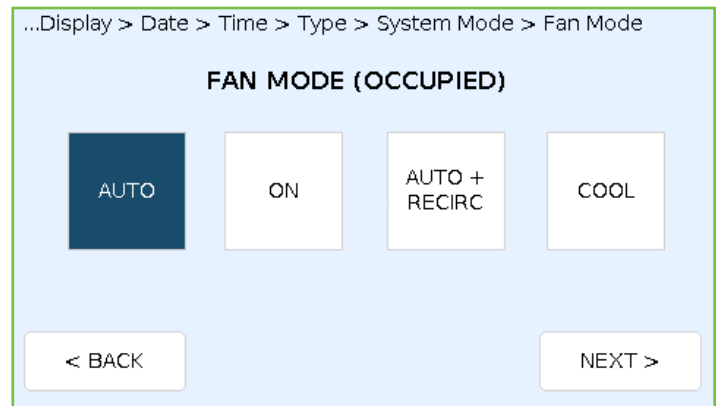 ...Display > Date > Time > Type > System Mode > Fan Mode
FAN MODE (OCCUPIED)
AUTO
ON
AUTO +
RECIRC
COOL
< BACK
NEXT >